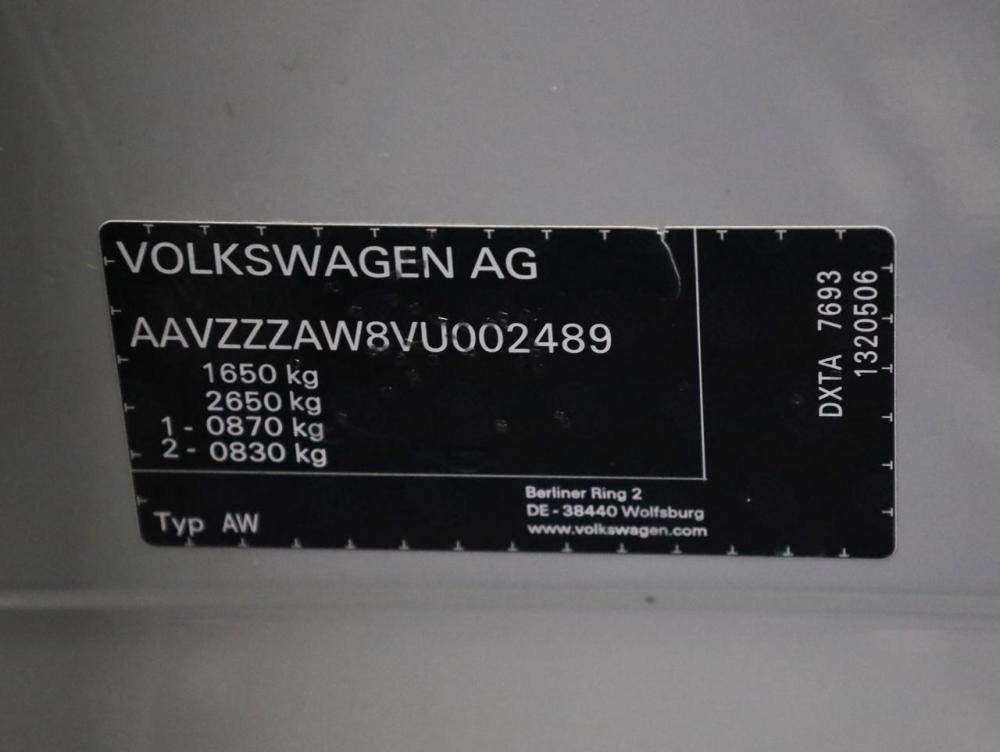 VOLKSWAGEN AG
AAVZZZAW8VU002489
1650 kg
2650 kg
1 - 0870 kg
2 - 0830 kg
Typ AW
Berliner Ring 2
DE - 38440 Wolfsburg
www.volkswagen.com
DXTA 7693
1320506